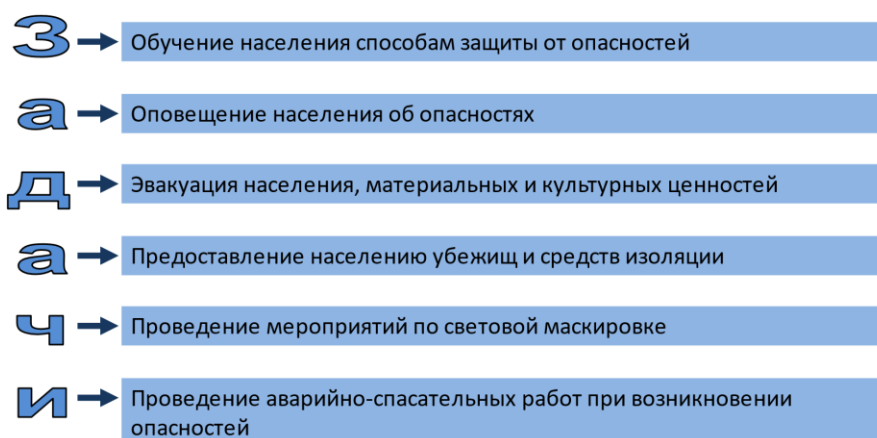 З Обучение населения способам защиты от опасностей
а Оповещение населения об опасностях
д Эвакуация населения, материальных и культурных ценностей
а Предоставление населению убежищ и средств изоляции
ч Проведение мероприятий по световой маскировке
и Проведение аварийно-спасательных работ при возникновении
опасностей